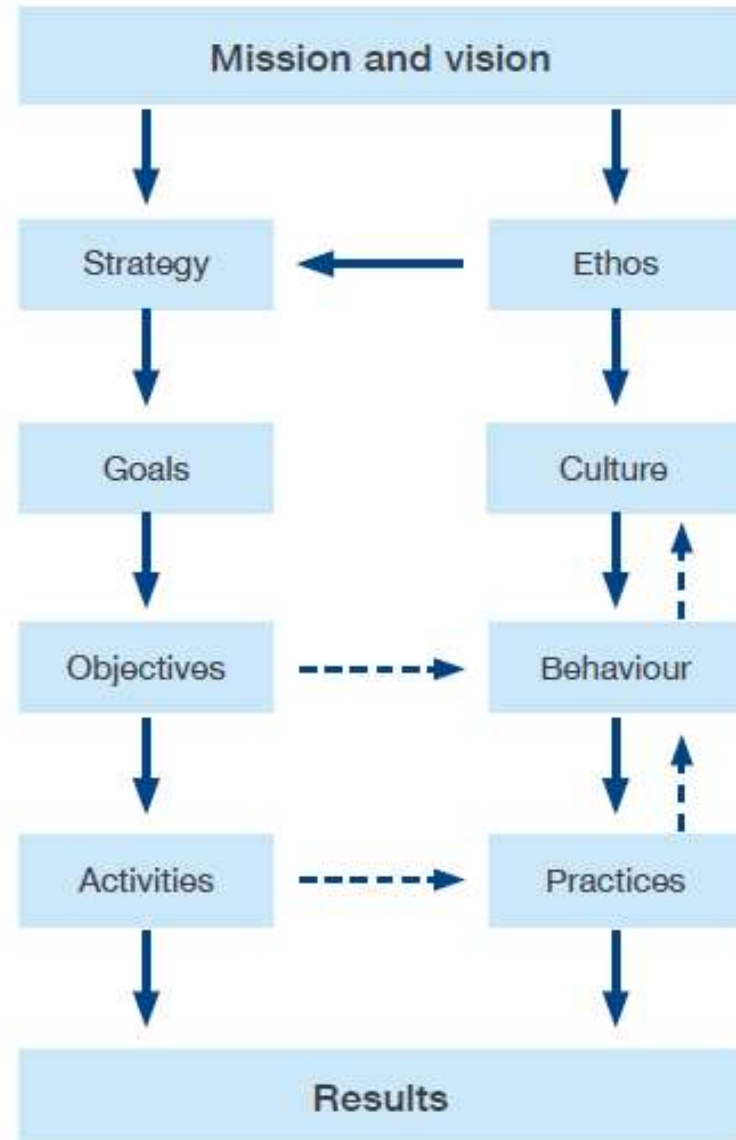 Mission and vision
Strategy
Ethos
Goals
Culture
Objectives
Behaviour
Activities
Practices
Results